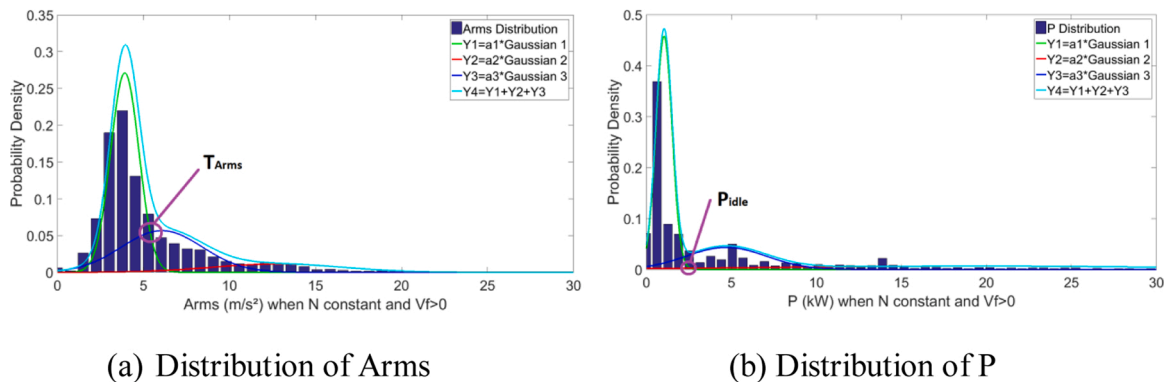 0.35
0.3
0.25
0.2
0.15
0.1
0.05
0
Probability Density
Arms Distribution
Y1=a1*Gaussian 1
Y2=a2*Gaussian 2
Y3=a3*Gaussian 3
Y4=Y1+Y2+Y3
TArms
0 5 10 15 20 25 30
Arms (m/s²) when N constant and Vf>0
(a) Distribution of Arms
0.5
0.4
0.3
0.2
0.1
0
Probability Density
P Distribution
Y1=a1*Gaussian 1
Y2=a2*Gaussian 2
Y3=a3*Gaussian 3
Y4=Y1+Y2+Y3
Pidle
0 5 10 15 20 25 30
P (kW) when N constant and Vf>0
(b) Distribution of P